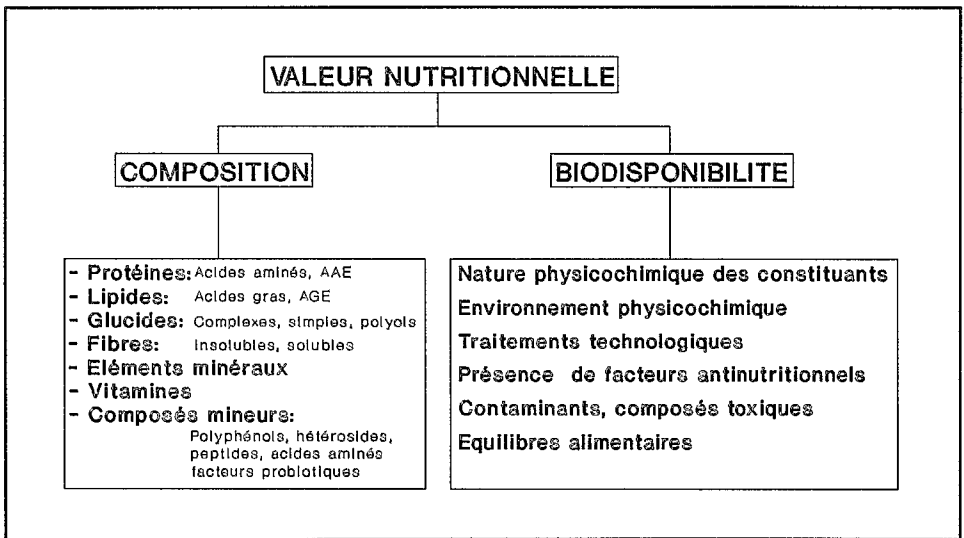 VALEUR NUTRITIONNELLE
COMPOSITION
- Protéines: Acides aminés, AAE
- Lipides: Acides gras, AGE
- Glucides: Complexes, simples, polyols
- Fibres: Insolubles, solubles
- Eléments minéraux
- Vitamines
- Composés mineurs:
Polyphénols, hétérosides,
peptides, acides aminés
facteurs probiotiques
BIODISPONIBILITE
Nature physicochimique des constituants
Environnement physicochimique
Traitements technologiques
Présence de facteurs antinutritionnels
Contaminants, composés toxiques
Equilibres alimentaires